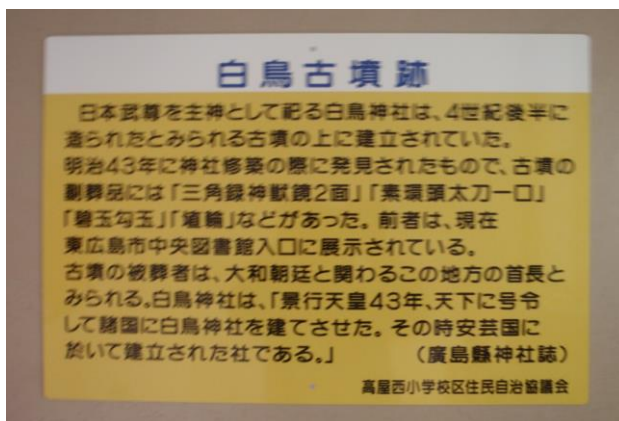 白鳥古墳跡
日本武尊を主神として祀る白鳥神社は、4世紀後半に
造られたとみられる古墳の上に建立されていた。
明治43年に神社修築の際に発見されたもので、古墳の
副葬品には「三角録神獣鏡2面」「素環頭太刀一口」
「碧玉勾玉」「埴輪」などがあった。前者は、現在
東広島市中央図書館入口に展示されている。
古墳の被葬者は、大和朝廷と関わるこの地方の首長と
みられる。白鳥神社は、「景行天皇43年、天下に号令
して諸国に白鳥神社を建てさせた。その時安芸国に
於いて建立された社である。」 (廣島縣神社誌)
高屋西小学校区住民自治協議会